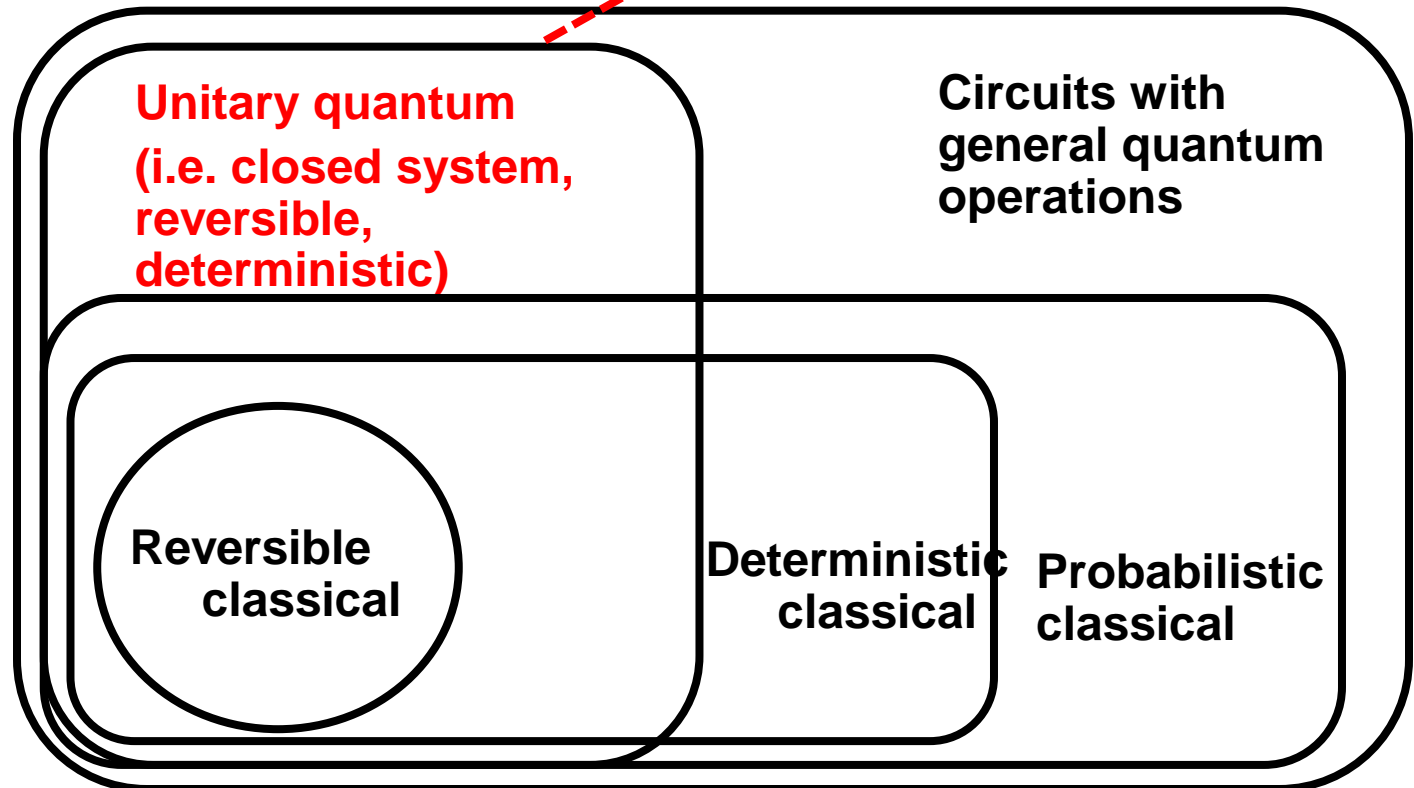 Unitary quantum
(i.e. closed system,
reversible,
deterministic)
Circuits with
general quantum
operations
Reversible
classical
Deterministic
classical
Probabilistic
classical